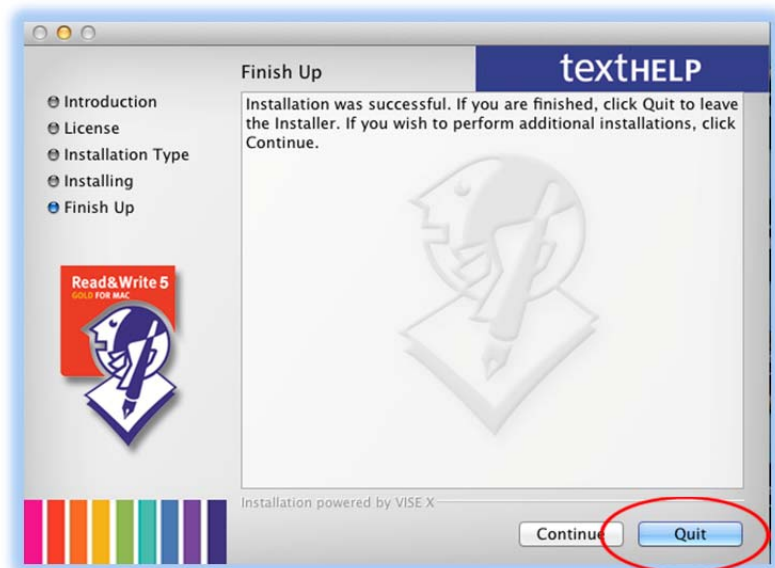 textHELP
Finish Up
Introduction
License
Installation Type
Installing
Finish Up
Installation was successful. If you are finished, click Quit to leave
the Installer. If you wish to perform additional installations, click
Continue.
Read&Write 5
GOLD FOR MAC
Installation powered by VISE X
Continue
Quit